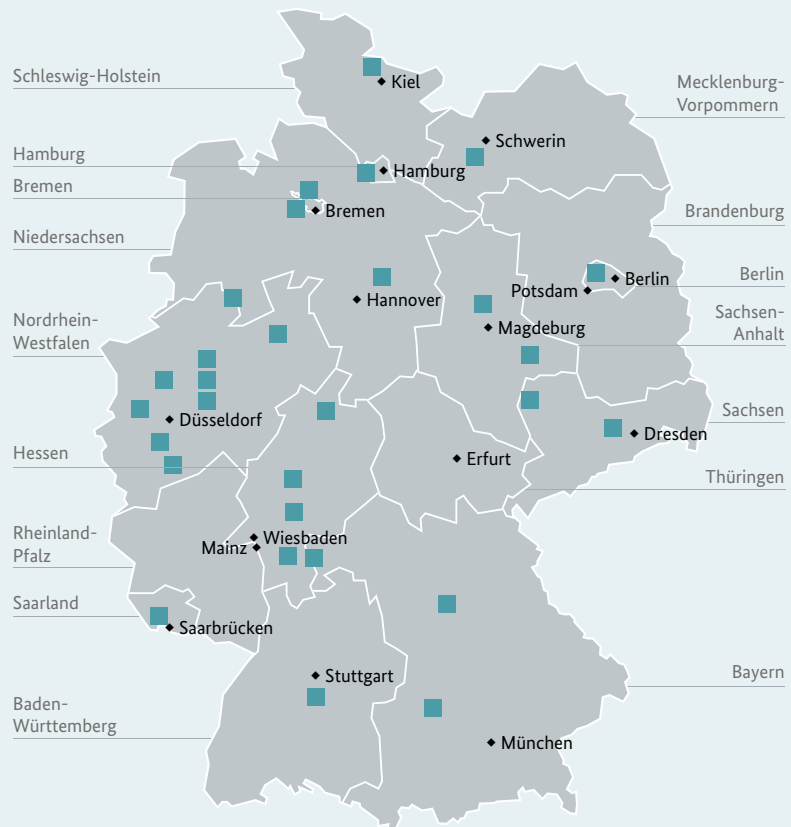 Schleswig-Holstein
Kiel
Mecklenburg-
Vorpommern
Schwerin
Hamburg
Hamburg
Bremen
Bremen
Brandenburg
Niedersachsen
Berlin
Berlin
Potsdam
Hannover
Sachsen-
Anhalt
Nordrhein-
Westfalen
Magdeburg
Düsseldorf
Sachsen
Dresden
Hessen
Erfurt
Thüringen
Rheinland-
Pfalz
Wiesbaden
Mainz
Saarland
Saarbrücken
Stuttgart
Bayern
Baden-
Württemberg
München